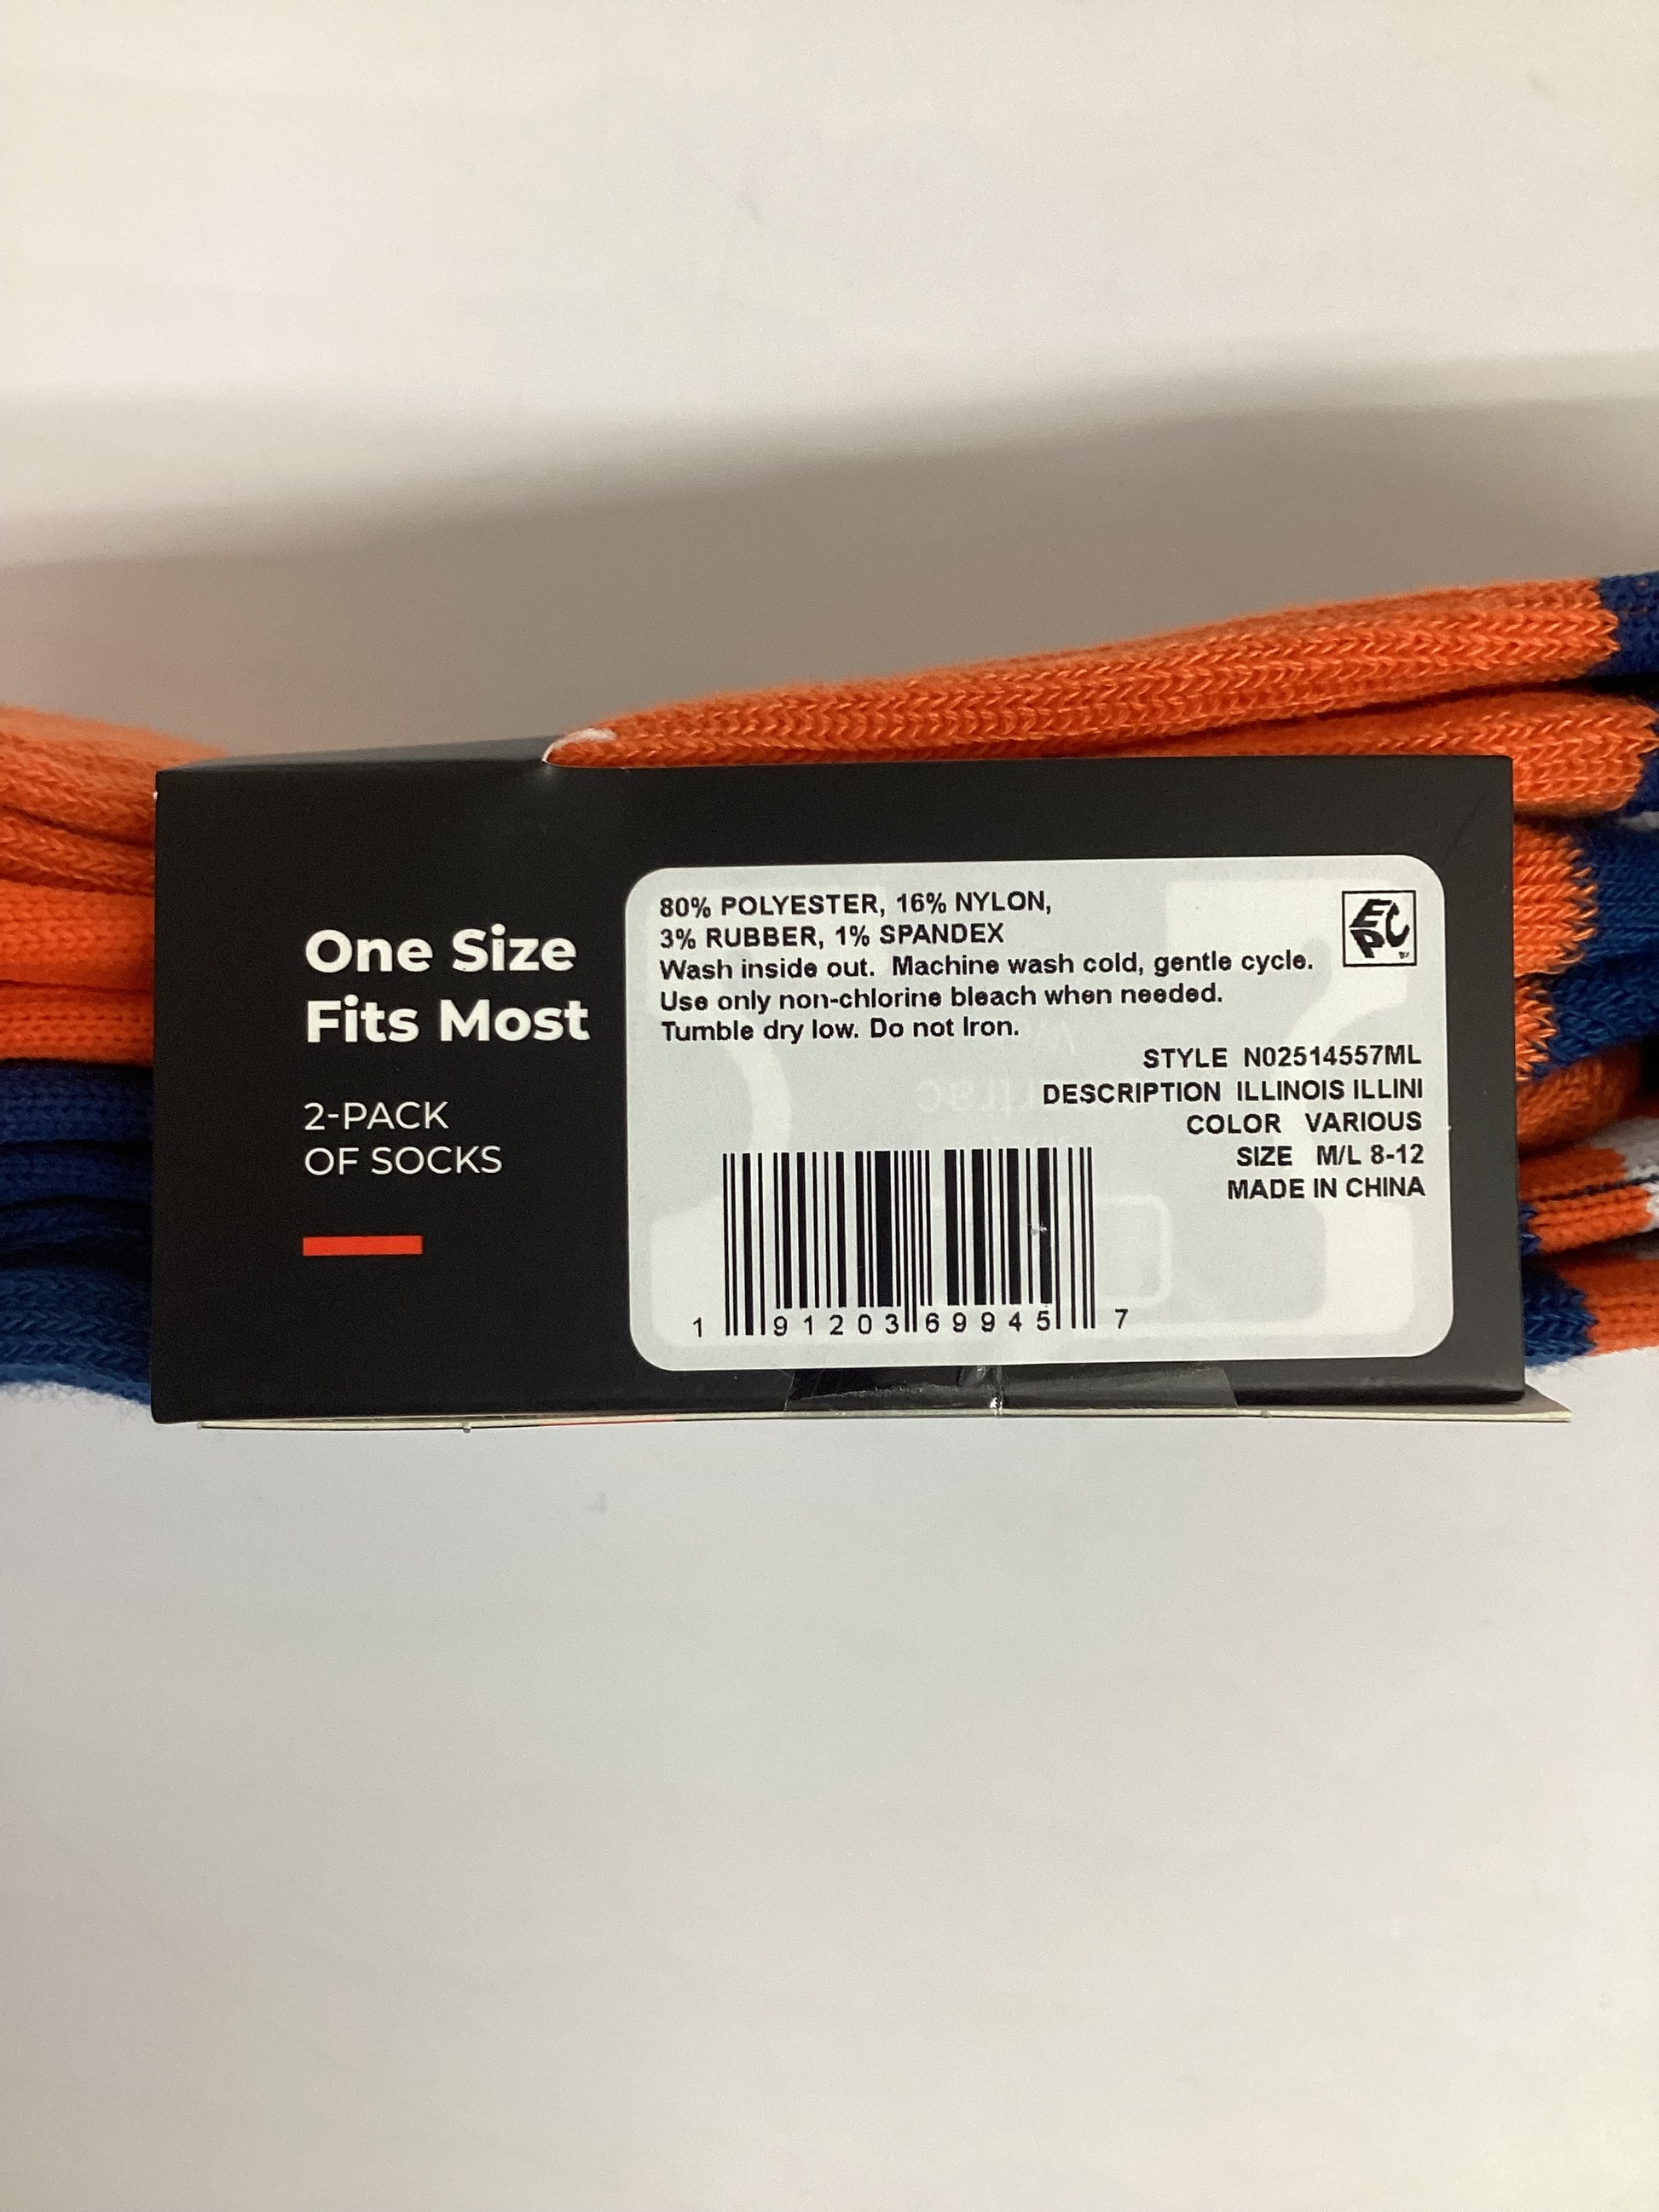 One Size
Fits Most
2-PACK
OF SOCKS
80% POLYESTER, 16% NYLON,
3% RUBBER, 1% SPANDEX
Wash inside out. Machine wash cold, gentle cycle.
Use only non-chlorine bleach when needed.
Tumble dry low. Do not Iron.
EPC
STYLE N02514557ML
DESCRIPTION ILLINOIS ILLINI
COLOR VARIOUS
SIZE M/L 8-12
MADE IN CHINA
1 91203 69945 7